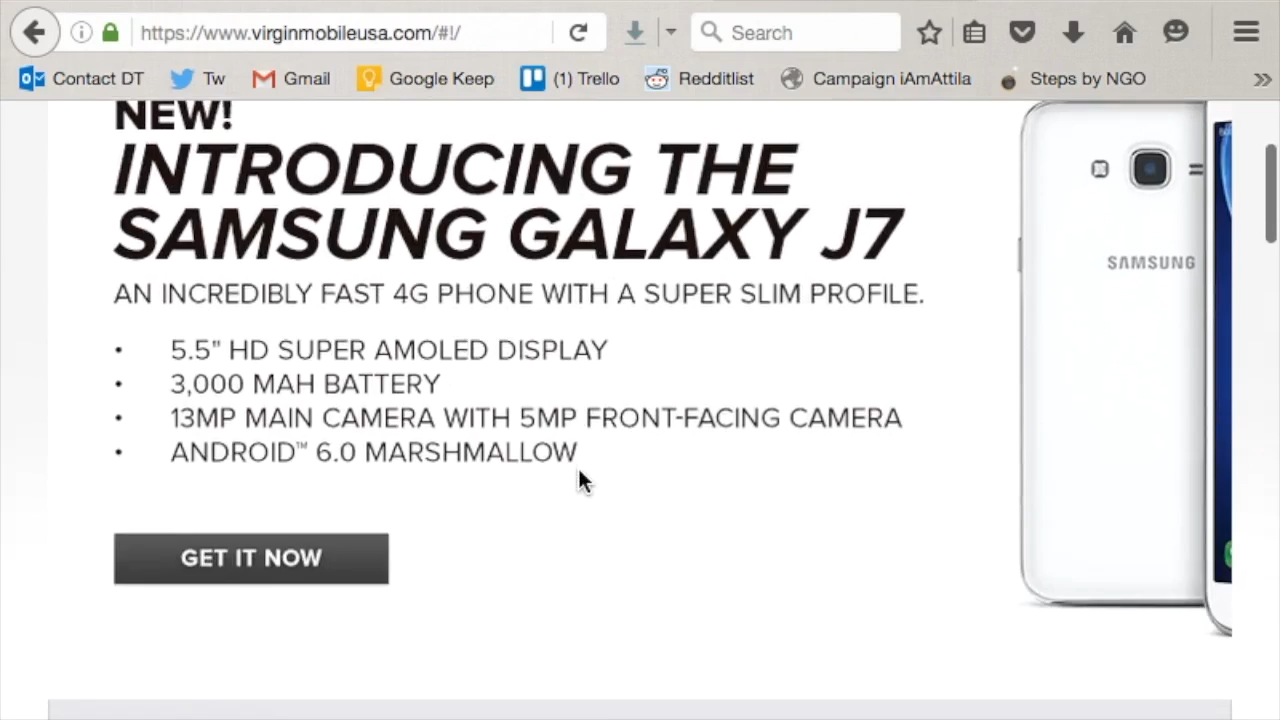 https://www.virginmobileusa.com/#!/
Search
Contact DT
Tw
Gmail
Google Keep
(1) Trello
Redditlist
Campaign iAmAttila
Steps by NGO
NEW!
INTRODUCING THE
SAMSUNG GALAXY J7
AN INCREDIBLY FAST 4G PHONE WITH A SUPER SLIM PROFILE.
• 5.5" HD SUPER AMOLED DISPLAY
• 3,000 MAH BATTERY
• 13MP MAIN CAMERA WITH 5MP FRONT-FACING CAMERA
• ANDROID™ 6.0 MARSHMALLOW
GET IT NOW
SAMSUNG